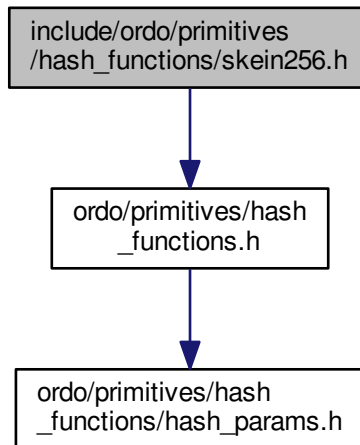 include/ordo/primitives
/hash_functions/skein256.h
ordo/primitives/hash
_functions.h
ordo/primitives/hash
_functions/hash_params.h